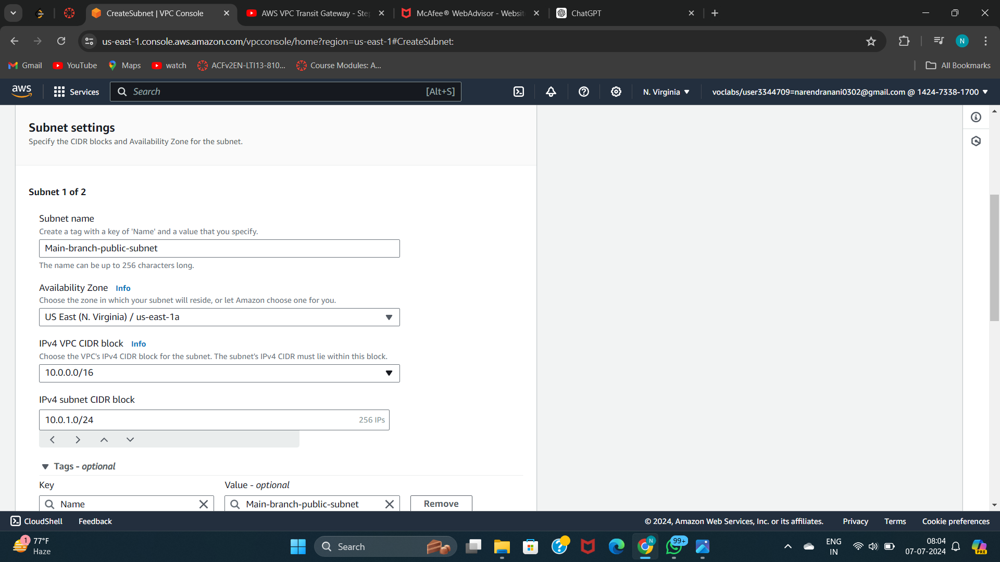 CreateSubnet | VPC Console
AWS VPC Transit Gateway - Ste
McAfee® WebAdvisor - Websit
ChatGPT
us-east-1.console.aws.amazon.com/vpcconsole/home?region=us-east-1#CreateSubnet:
N
Gmail
YouTube
Maps
watch
ACFv2EN-LTI13-810...
Course Modules: A...
All Bookmarks
aws
Services
Search
[Alt+S]
N. Virginia
voclabs/user3344709=narendranani0302@gmail.com @ 1424-7338-1700
Subnet settings
Specify the CIDR blocks and Availability Zone for the subnet.
Subnet 1 of 2
Subnet name
Create a tag with a key of 'Name' and a value that you specify.
Main-branch-public-subnet
The name can be up to 256 characters long.
Availability Zone Info
Choose the zone in which your subnet will reside, or let Amazon choose one for you.
US East (N. Virginia) / us-east-1a
IPv4 VPC CIDR block Info
Choose the VPC's IPv4 CIDR block for the subnet. The subnet's IPv4 CIDR must lie within this block.
10.0.0.0/16
IPv4 subnet CIDR block
10.0.1.0/24
256 IPs
Tags - optional
Key
Value - optional
Name
Main-branch-public-subnet
Remove
CloudShell
Feedback
© 2024, Amazon Web Services, Inc. or its affiliates.
Privacy
Terms
Cookie preferences
1
77°F
Haze
Search
N
99+
ENG
IN
08:04
07-07-2024
PRE